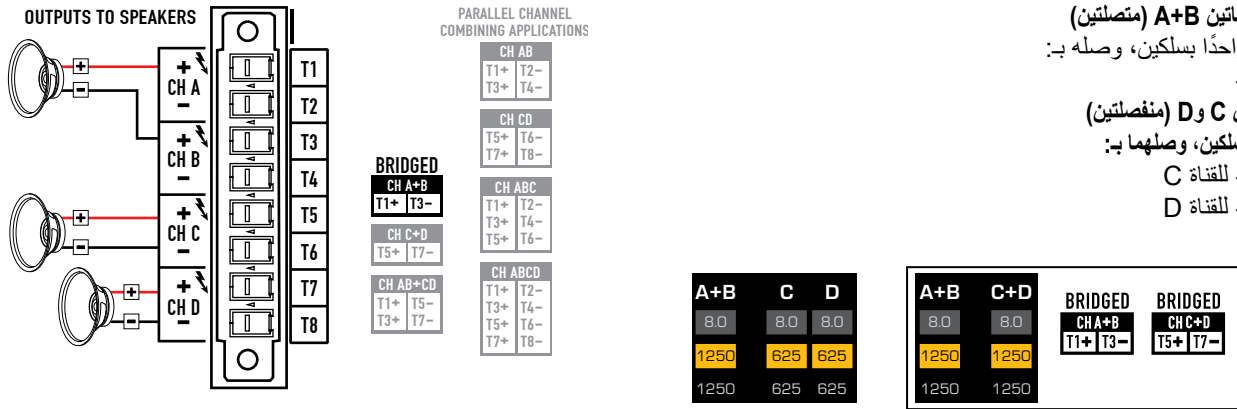 OUTPUTS TO SPEAKERS
+
-
+
CH A
-
+
CH B
-
+
-
+
CH C
-
+
-
+
CH D
-
T1
T2
T3
T4
T5
T6
T7
T8
BRIDGED
CH A+B
T1+ T3-
CH C+D
T5+ T7-
CH AB+CD
T1+ T5-
T3+ T7-
PARALLEL CHANNEL
COMBINING APPLICATIONS
CH AB
T1+ T2-
T3+ T4-
CH CD
T5+ T6-
T7+ T8-
CH ABC
T1+ T2-
T3+ T4-
T5+ T6-
CH ABCD
T1+ T2-
T3+ T4-
T5+ T6-
T7+ T8-
A+B (متصلتين)
بسلكين، وصله بـ:
C وD (منفصلتين)
وصلهما بـ:
للقناة C
للقناة D
A+B C D
8.0 8.0 8.0
1250 625 625
1250 625 625
A+B C+D
8.0 8.0
1250 1250
1250 1250
BRIDGED
CH A+B
T1+ T3-
BRIDGED
CH C+D
T5+ T7-